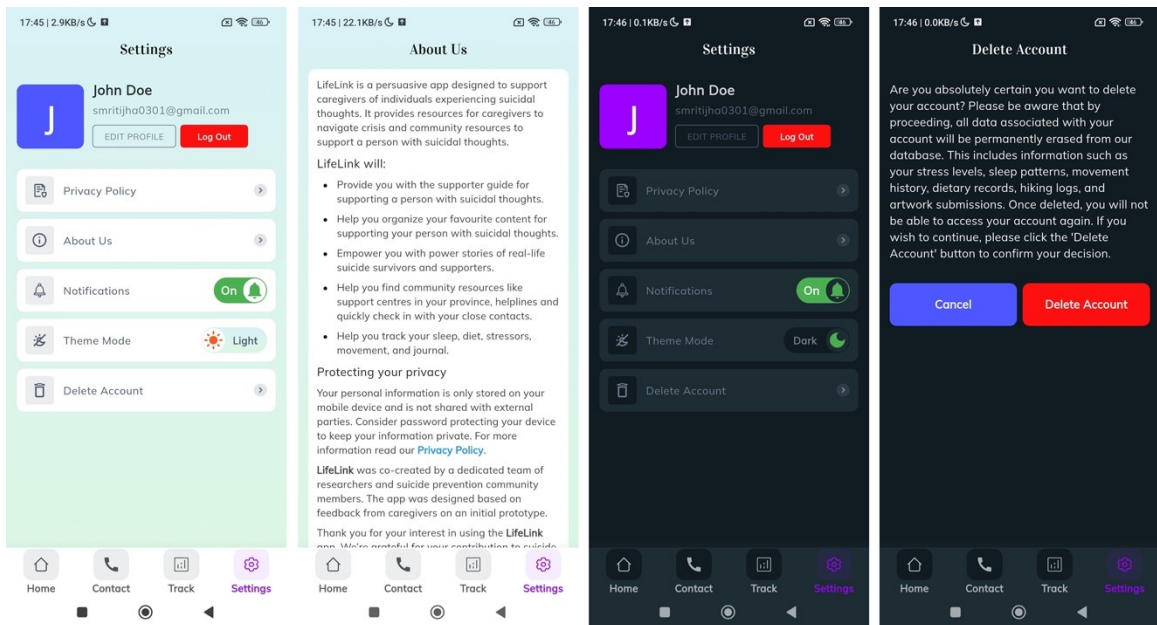 17:45 | 2.9KB/s
46
Settings
J
John Doe
smritijha0301@gmail.com
EDIT PROFILE
Log Out
Privacy Policy
About Us
Notifications
On
Theme Mode
Light
Delete Account
Home
Contact
Track
Settings
17:45 | 22.1KB/s
46
About Us
LifeLink is a persuasive app designed to support
caregivers of individuals experiencing suicidal
thoughts. It provides resources for caregivers to
navigate crisis and community resources to
support a person with suicidal thoughts.
LifeLink will:
• Provide you with the supporter guide for
supporting a person with suicidal thoughts.
• Help you organize your favourite content for
supporting your person with suicidal thoughts.
• Empower you with power stories of real-life
suicide survivors and supporters.
• Help you find community resources like
support centres in your province, helplines and
quickly check in with your close contacts.
• Help you track your sleep, diet, stressors,
movement, and journal.
Protecting your privacy
Your personal information is only stored on your
mobile device and is not shared with external
parties. Consider password protecting your device
to keep your information private. For more
information read our Privacy Policy.
LifeLink was co-created by a dedicated team of
researchers and suicide prevention community
members. The app was designed based on
feedback from caregivers on an initial prototype.
Thank you for your interest in using the LifeLink
app. We're grateful for your contribution to suicide
Home
Contact
Track
Settings
17:46 | 0.1KB/s
46
Settings
J
John Doe
smritijha0301@gmail.com
EDIT PROFILE
Log Out
Privacy Policy
About Us
Notifications
On
Theme Mode
Dark
Delete Account
Home
Contact
Track
Settings
17:46 | 0.0KB/s
46
Delete Account
Are you absolutely certain you want to delete
your account? Please be aware that by
proceeding, all data associated with your
account will be permanently erased from our
database. This includes information such as
your stress levels, sleep patterns, movement
history, dietary records, hiking logs, and
artwork submissions. Once deleted, you will not
be able to access your account again. If you
wish to continue, please click the 'Delete
Account' button to confirm your decision.
Cancel
Delete Account
Home
Contact
Track
Settings